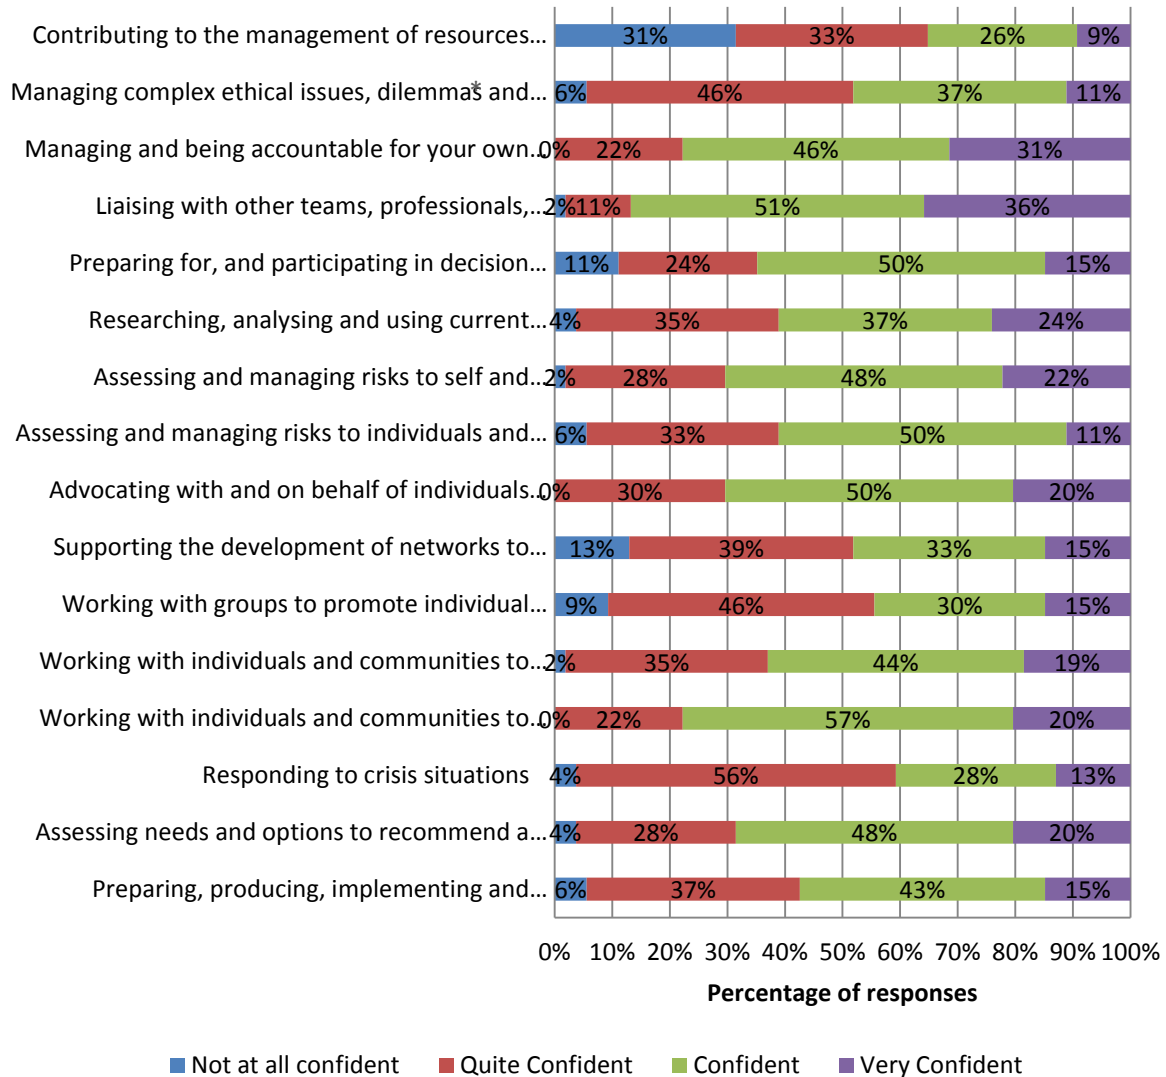 Contributing to the management of resources... 31% 33% 26% 9%
Managing complex ethical issues, dilemmas and... * 6% 46% 37% 11%
Managing and being accountable for your own... 0% 22% 46% 31%
Liaising with other teams, professionals,... 2% 11% 51% 36%
Preparing for, and participating in decision... 11% 24% 50% 15%
Researching, analysing and using current... 4% 35% 37% 24%
Assessing and managing risks to self and... 2% 28% 48% 22%
Assessing and managing risks to individuals and... 6% 33% 50% 11%
Advocating with and on behalf of individuals... 0% 30% 50% 20%
Supporting the development of networks to... 13% 39% 33% 15%
Working with groups to promote individual... 9% 46% 30% 15%
Working with individuals and communities to... 2% 35% 44% 19%
Working with individuals and communities to... 0% 22% 57% 20%
Responding to crisis situations 4% 56% 28% 13%
Assessing needs and options to recommend a... 4% 28% 48% 20%
Preparing, producing, implementing and... 6% 37% 43% 15%
0% 10% 20% 30% 40% 50% 60% 70% 80% 90% 100%
Percentage of responses
Not at all confident Quite Confident Confident Very Confident